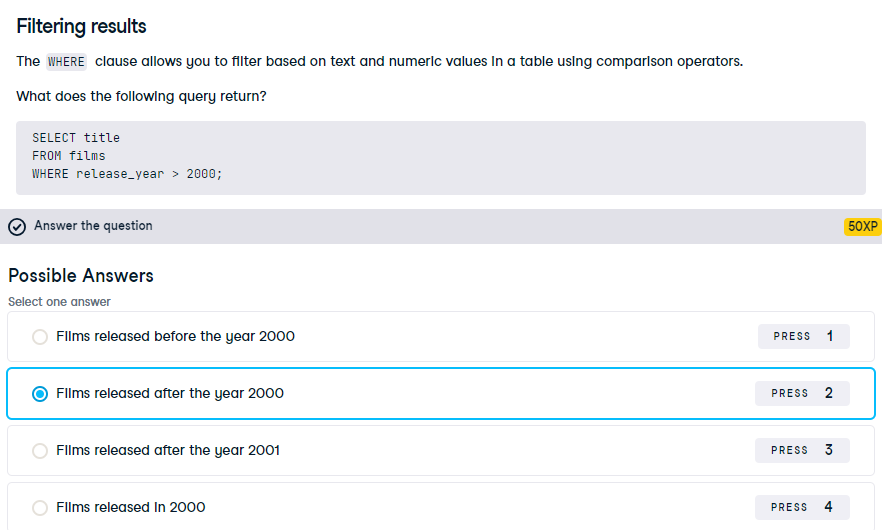 Filtering results
The WHERE clause allows you to filter based on text and numeric values in a table using comparison operators.
What does the following query return?
SELECT title
FROM films
WHERE release_year > 2000;
Answer the question
50XP
Possible Answers
Select one answer
Films released before the year 2000
PRESS 1
Films released after the year 2000
PRESS 2
Films released after the year 2001
PRESS 3
Films released in 2000
PRESS 4